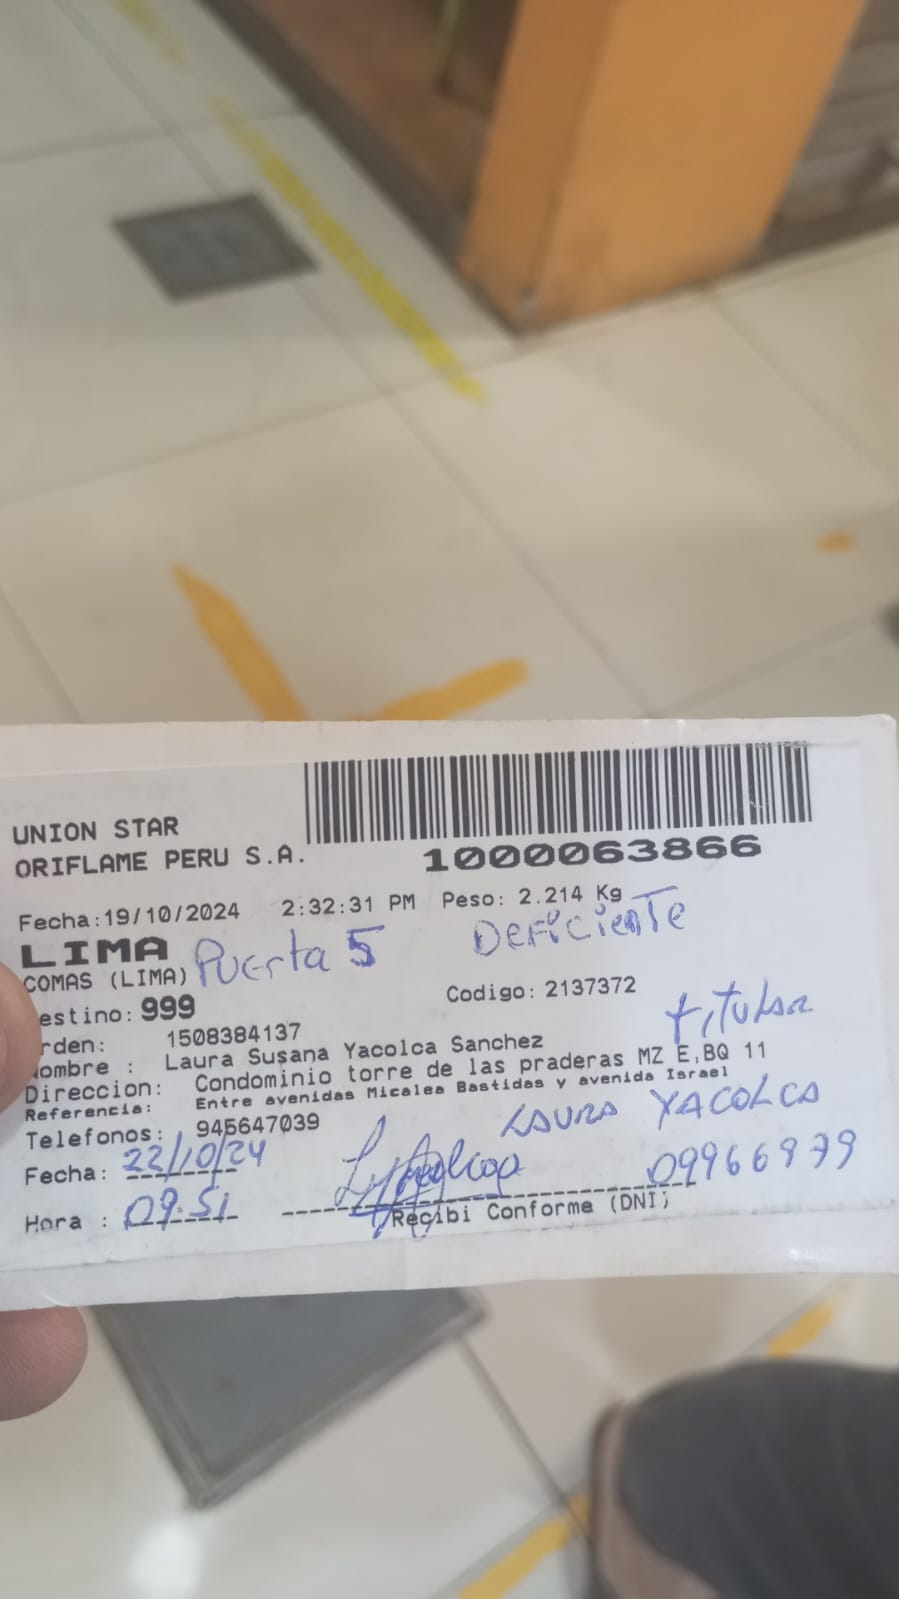 UNION STAR
ORIFLAME PERU S.A.
1000063866
Fecha:19/10/2024 2:32:31 PM Peso: 2.214 Kg
LIMA Puerta 5 Deficiente
COMAS (LIMA)
estino: 999 Codigo: 2137372
rden: 1508384137 titular
ombre : Laura Susana Yacolca Sanchez
Direccion: Condominio torre de las praderas MZ E,BQ 11
Referencia: Entre avenidas Micalea Bastidas y avenida Israel
Telefonos: 945647039 LAURA YACOLCA
Fecha: 22/10/24 09966979
Hora : 09:51 Recibi Conforme (DNI)